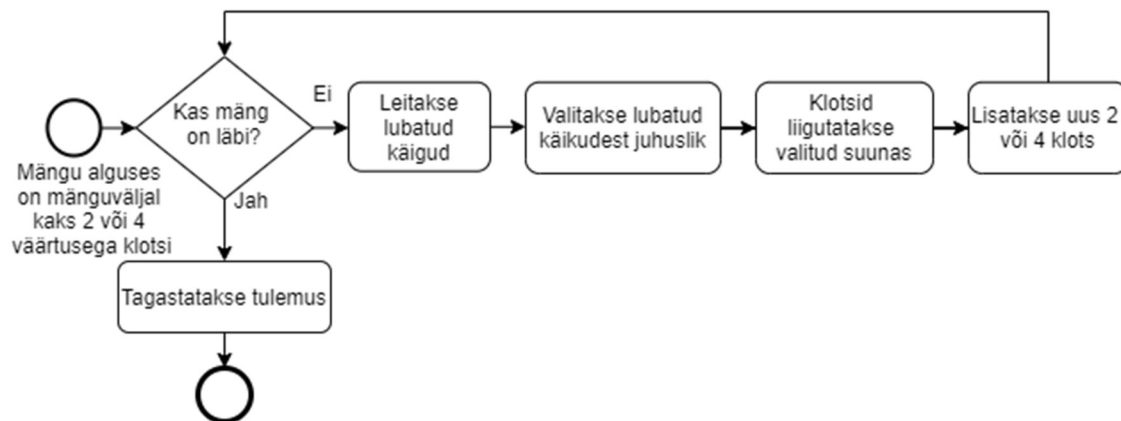 Mängu alguses
on mänguväljal
kaks 2 või 4
väärtusega klotsi
Kas mäng
on läbi?
Ei
Jah
Leitakse
lubatud
käigud
Valitakse lubatud
käikudest juhuslik
Klotsid
liigutatakse
valitud suunas
Lisatakse uus 2
või 4 klots
Tagastatakse tulemus